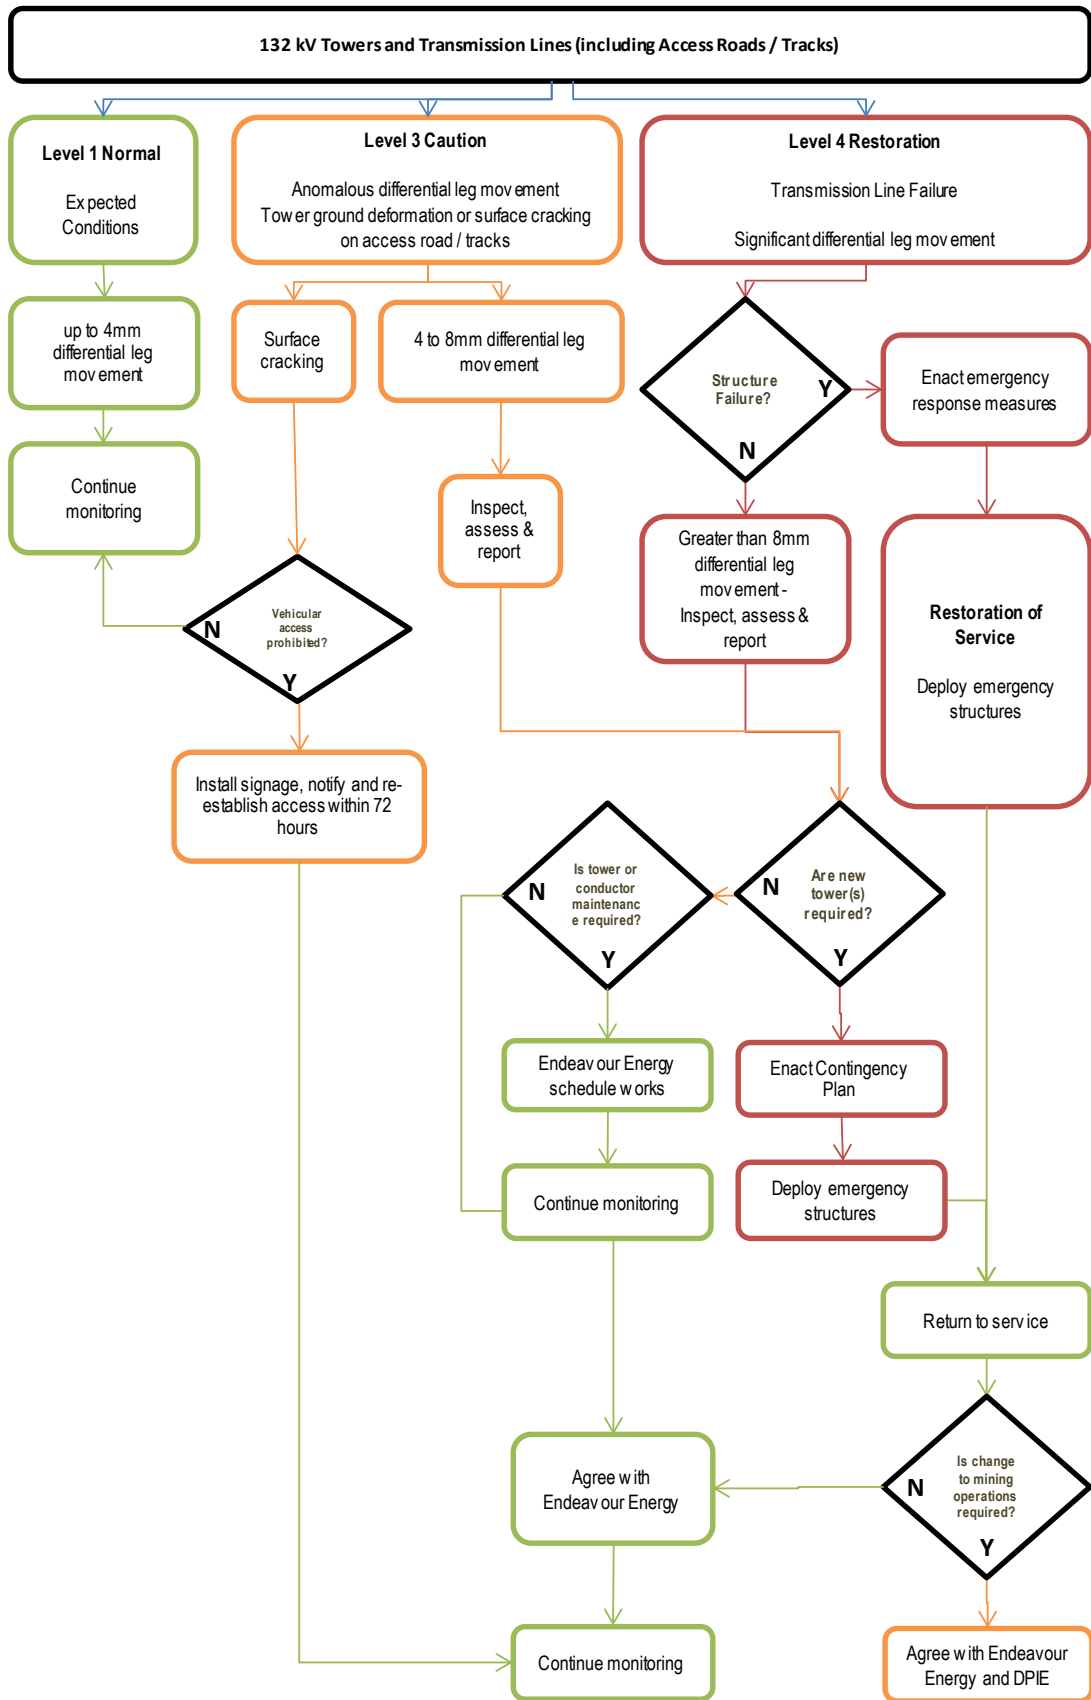 132 kV Towers and Transmission Lines (including Access Roads / Tracks)
Level 1 Normal
Expected
Conditions
Level 3 Caution
Anomalous differential leg movement
Tower ground deformation or surface cracking
on access road / tracks
Level 4 Restoration
Transmission Line Failure
Significant differential leg movement
up to 4mm
differential leg
movement
Surface
cracking
4 to 8mm differential leg
movement
Structure
Failure?
Y
N
Enact emergency
response measures
Continue
monitoring
Inspect,
assess &
report
Greater than 8mm
differential leg
movement -
Inspect, assess &
report
Restoration of
Service
Deploy emergency
structures
Vehicular
access
prohibited?
N
Y
Install signage, notify and re-
establish access within 72
hours
Is tower or
conductor
maintenanc
e required?
N
Y
Are new
tower(s)
required?
N
Y
Endeavour Energy
schedule works
Enact Contingency
Plan
Continue monitoring
Deploy emergency
structures
Return to service
Is change
to mining
operations
required?
N
Y
Agree with
Endeavour Energy
Continue monitoring
Agree with Endeavour
Energy and DPIE